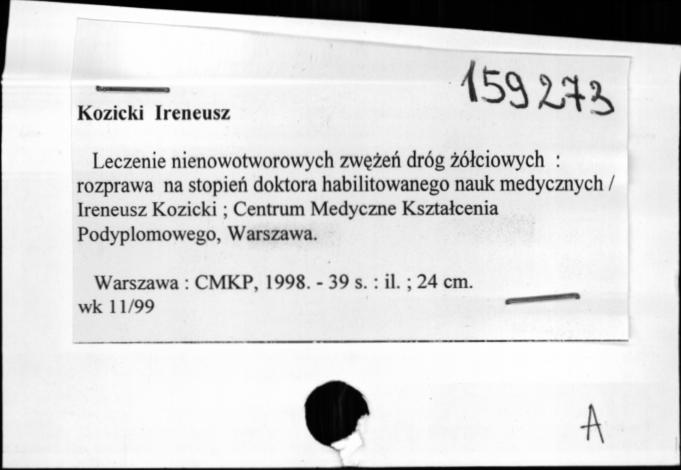 159273
Kozicki Ireneusz
Leczenie nienowotworowych zwężeń dróg żółciowych :
rozprawa na stopień doktora habilitowanego nauk medycznych /
Ireneusz Kozicki ; Centrum Medyczne Kształcenia
Podyplomowego, Warszawa.
Warszawa : CMKP, 1998. - 39 s. : il. ; 24 cm.
wk 11/99
A